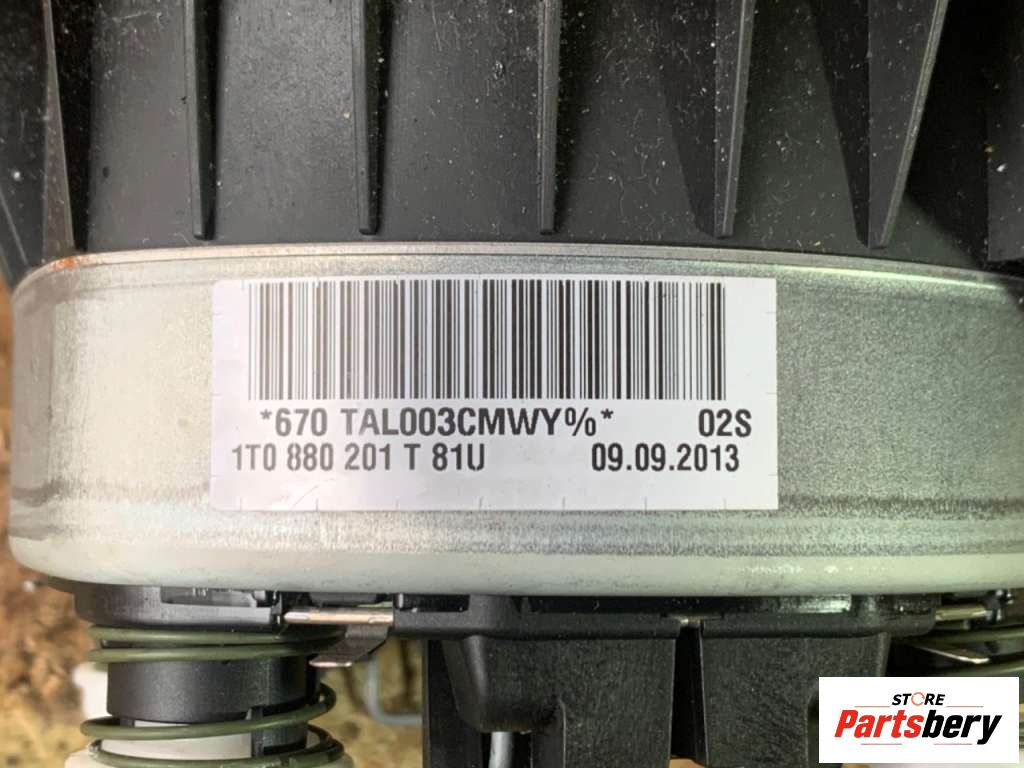 *670 TAL003CMWY%* 02S
1T0 880 201 T 81U 09.09.2013
STORE
Partsbery